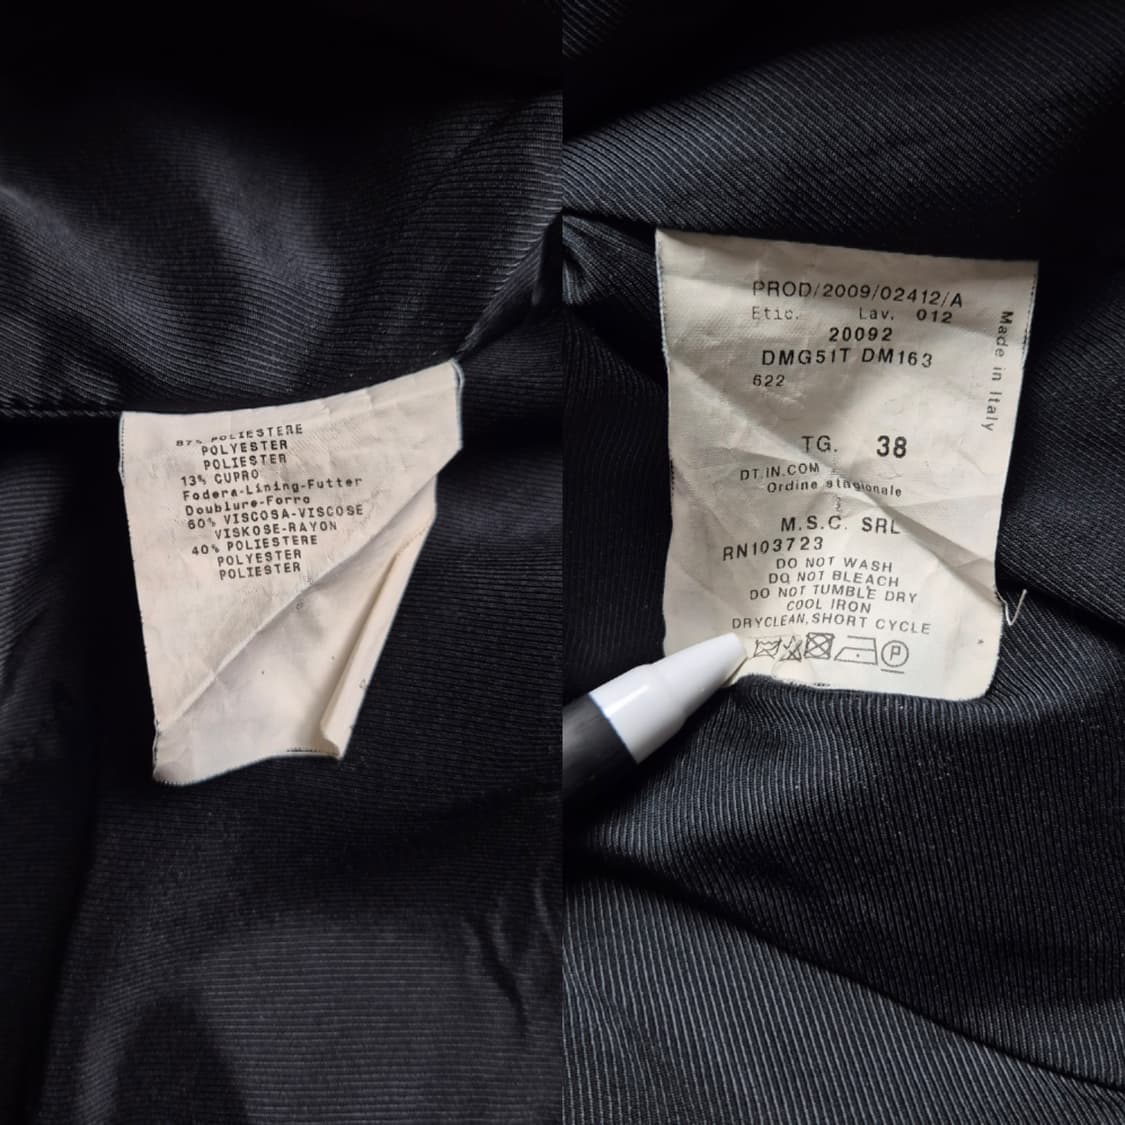 87% POLIESTERE
POLYESTER
POLIESTER
13% CUPRO
Fodera-Lining-Futter
Doublure-Forro
60% VISCOSA-VISCOSE
VISKOSE-RAYON
40% POLIESTERE
POLYESTER
POLIESTER
PROD/2009/02412/A
Etic. Lav. 012
20092
DMG51T DM163
622
Made in Italy
TG. 38
DT.IN.COM
Ordine stagionale
M.S.C. SRL
RN103723
DO NOT WASH
DO NOT BLEACH
DO NOT TUMBLE DRY
COOL IRON
DRYCLEAN,SHORT CYCLE
P